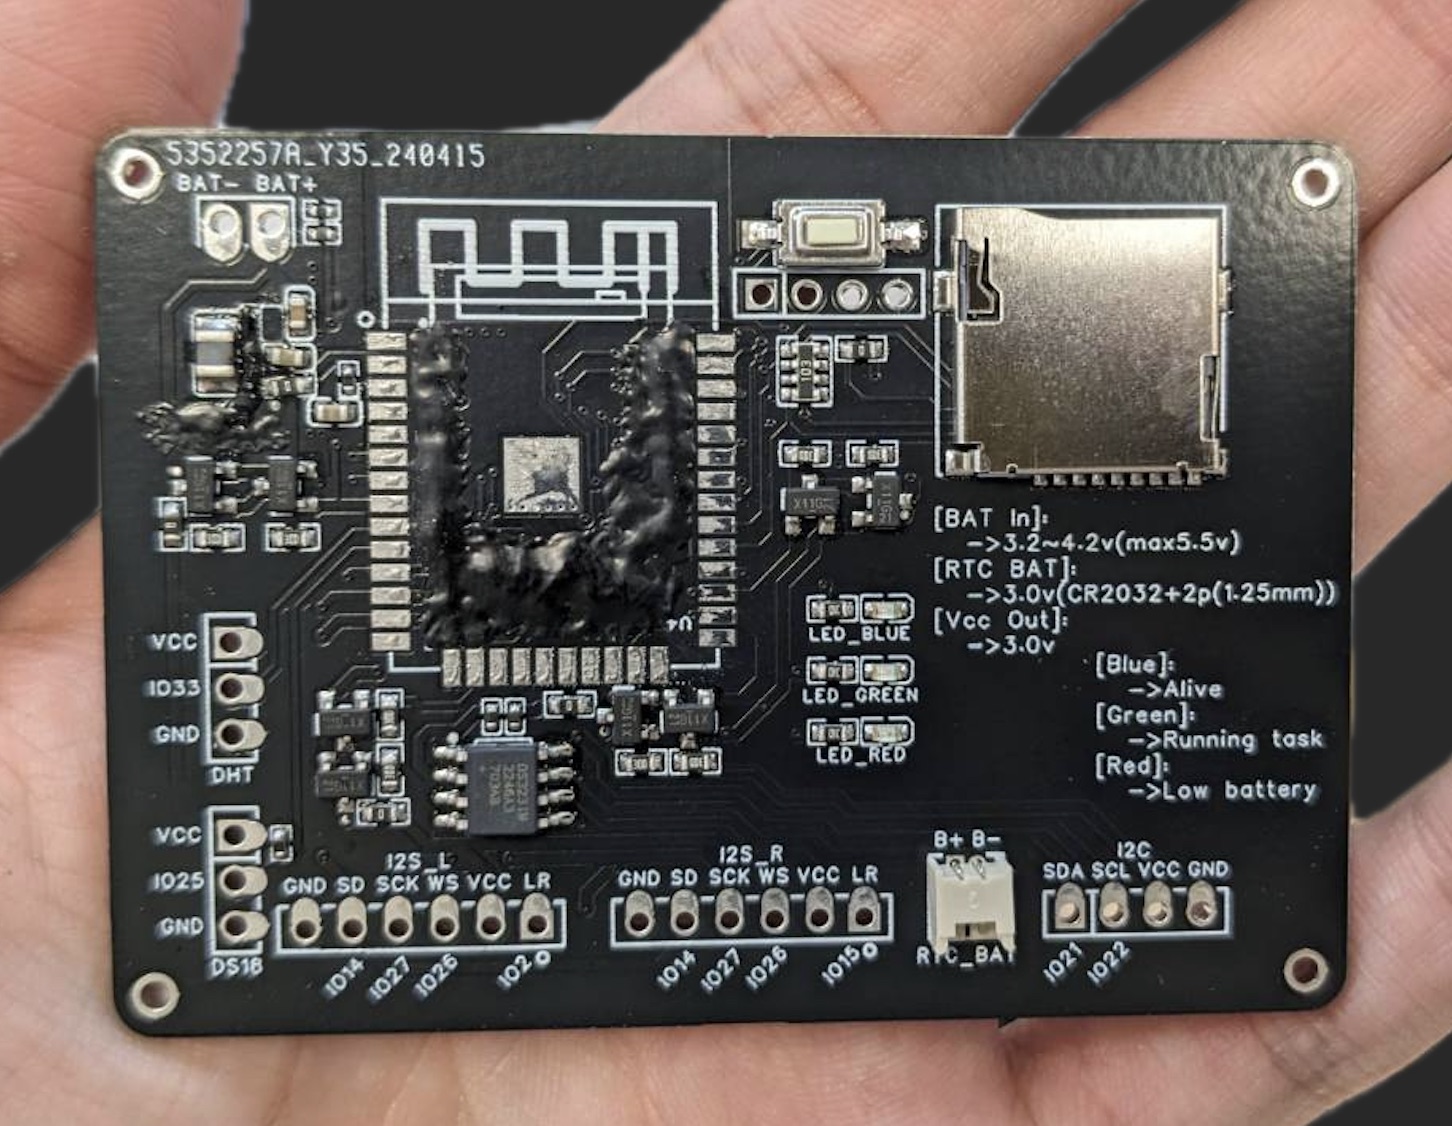 5352257A_Y35_240415
BAT- BAT+
103
[BAT In]:
->3.2~4.2v(max5.5v)
[RTC BAT]:
->3.0v(CR2032+2p(1.25mm))
[Vcc Out]:
->3.0v
LED_BLUE
LED_GREEN
LED_RED
[Blue]:
->Alive
[Green]:
->Running task
[Red]:
->Low battery
VCC
IO33
GND
DHT
VCC
IO25
GND
DS18
I2S_L
GND SD SCK WS VCC LR
IO14 IO27 IO26 IO2
I2S_R
GND SD SCK WS VCC LR
IO14 IO27 IO26 IO15
B+ B-
RTC_BAT
I2C
SDA SCL VCC GND
IO21 IO22